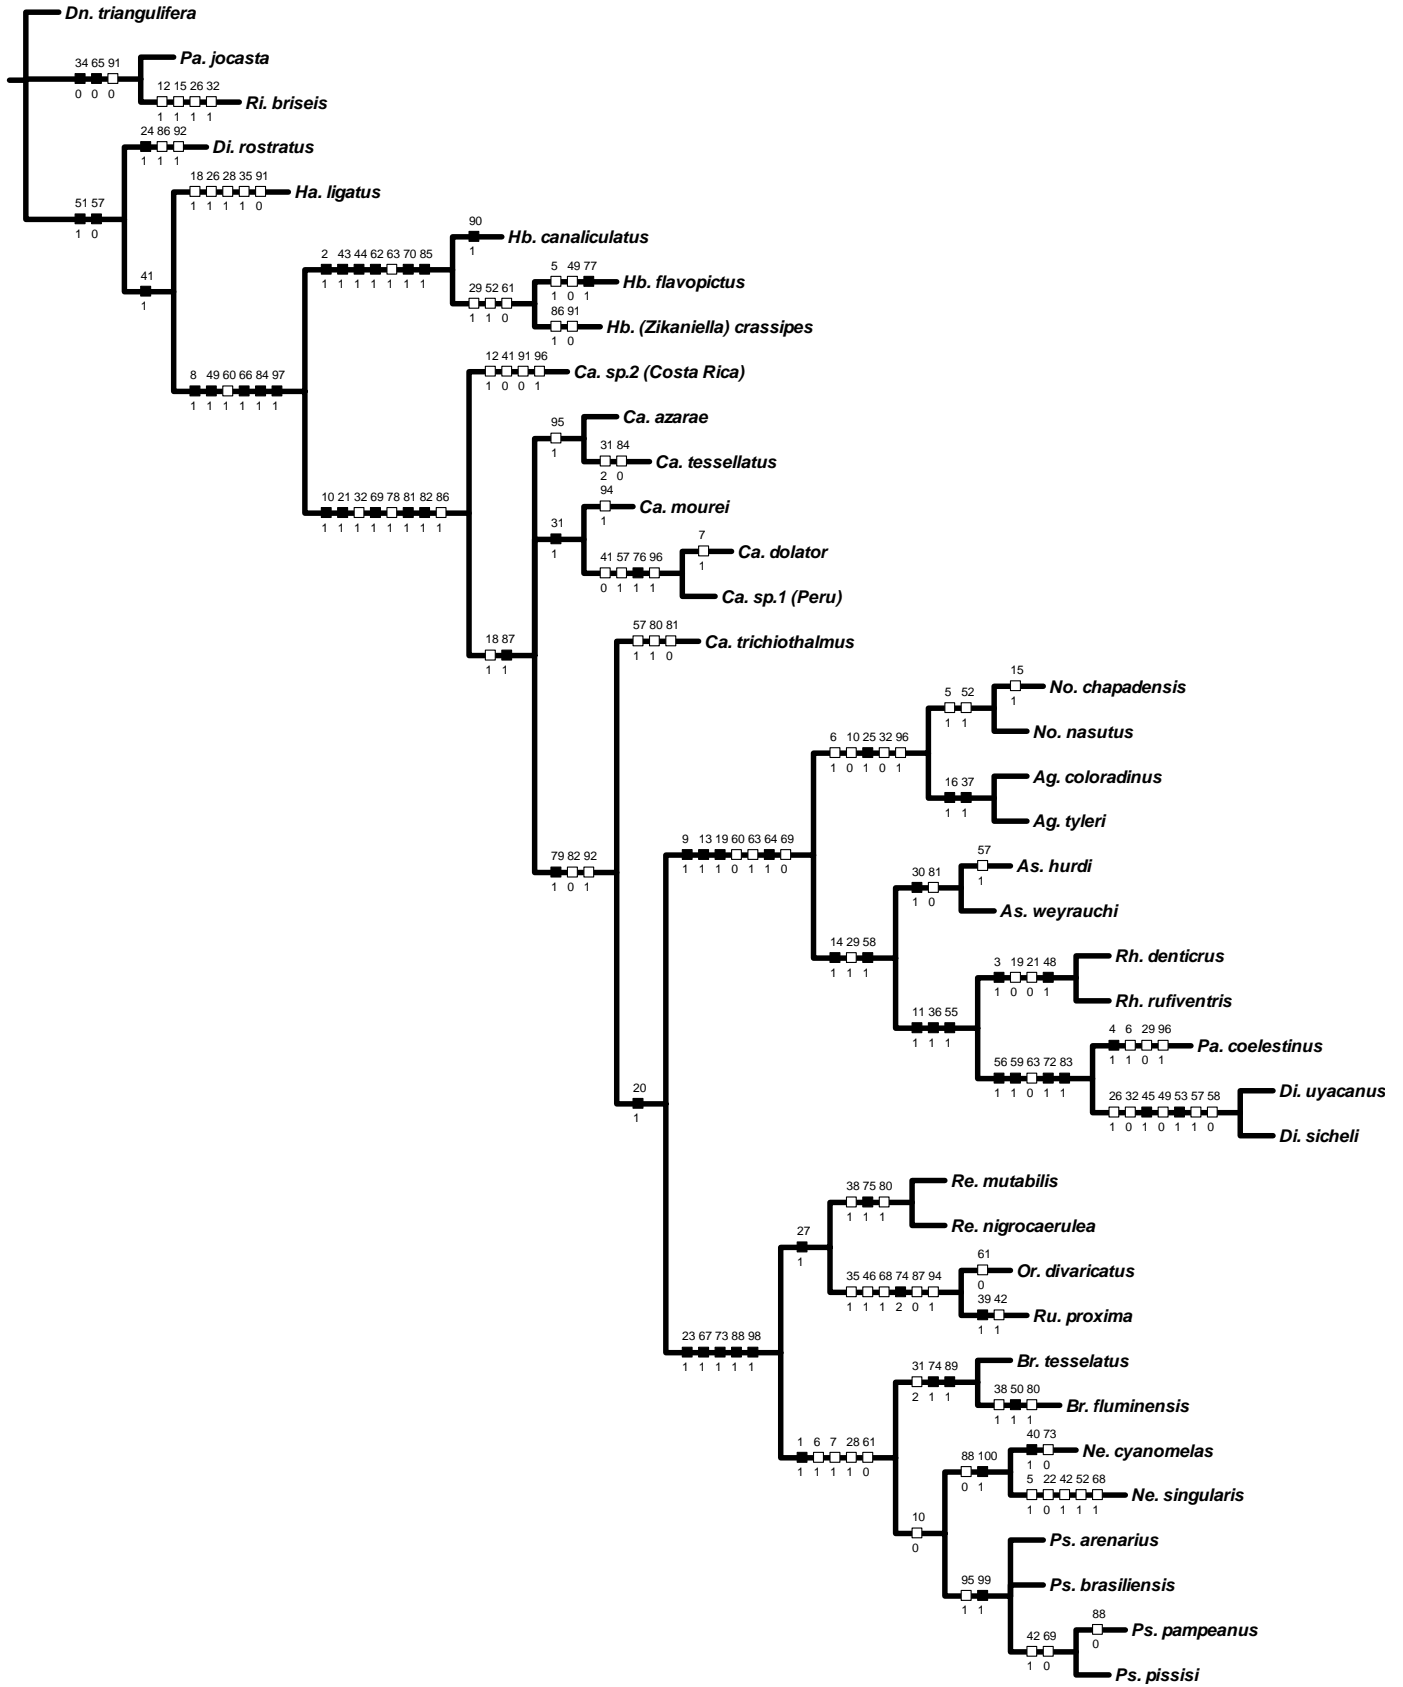 Dn. triangulifera
Pa. jocasta
34 65 91
0 0 0
12 15 26 32
Ri. briseis
1 1 1 1
24 86 92
Di. rostratus
1 1 1
18 26 28 35 91
Ha. ligatus
1 1 1 1 0
51 57
1 0
90
Hb. canaliculatus
1
2 43 44 62 63 70 85
1 1 1 1 1 1 1
41
1
5 49 77
Hb. flavopictus
1 0 1
29 52 61
1 1 0
86 91
Hb. (Zikaniella) crassipes
1 0
12 41 91 96
Ca. sp.2 (Costa Rica)
1 0 0 1
8 49 60 66 84 97
1 1 1 1 1 1
Ca. azarae
95
1
31 84
Ca. tessellatus
2 0
94
Ca. mourei
1
10 21 32 69 78 81 82 86
1 1 1 1 1 1 1 1
31
1
7
Ca. dolator
1
41 57 76 96
0 1 1 1
Ca. sp.1 (Peru)
57 80 81
Ca. trichiothalmus
1 1 0
18 87
1 1
15
No. chapadensis
1
5 52
1 1
No. nasutus
6 10 25 32 96
1 0 1 0 1
Ag. coloradinus
16 37
1 1
Ag. tyleri
9 13 19 60 63 64 69
1 1 1 0 1 1 0
57
As. hurdi
1
79 82 92
1 0 1
30 81
1 0
As. weyrauchi
14 29 58
1 1 1
Rh. denticrus
3 19 21 48
1 0 0 1
Rh. rufiventris
11 36 55
1 1 1
4 6 29 96
Pa. coelestinus
1 1 0 1
56 59 63 72 83
1 1 0 1 1
Di. uyacanus
26 32 45 49 53 57 58
1 0 1 0 1 1 0
Di. sicheli
20
1
Re. mutabilis
38 75 80
1 1 1
Re. nigrocaerulea
27
1
61
Or. divaricatus
0
35 46 68 74 87 94
1 1 1 2 0 1
39 42
Ru. proxima
1 1
23 67 73 88 98
1 1 1 1 1
Br. tesselatus
31 74 89
2 1 1
38 50 80
Br. fluminensis
1 1 1
1 6 7 28 61
1 1 1 1 0
40 73
Ne. cyanomelas
1 0
88 100
0 1
5 22 42 52 68
Ne. singularis
1 0 1 1 1
10
0
Ps. arenarius
95 99
1 1
Ps. brasiliensis
88
Ps. pampeanus
0
42 69
1 0
Ps. pissisi